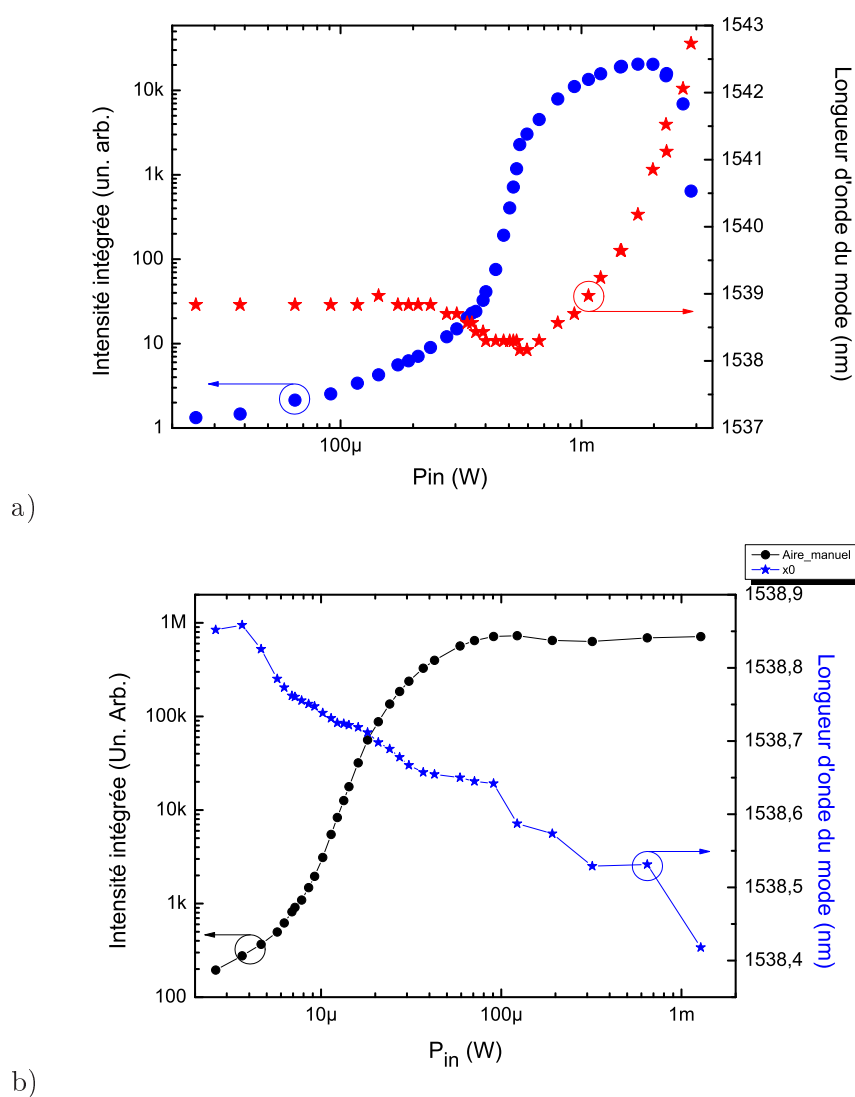 10k
1k
100
10
1
Intensité intégrée (un. arb.)
1543
1542
1541
1540
1539
1538
1537
Longueur d'onde du mode (nm)
100µ
1m
Pin (W)
a)
Aire_manuel
x0
1M
100k
10k
1k
100
Intensité intégrée (Un. Arb.)
1538,9
1538,8
1538,7
1538,6
1538,5
1538,4
Longueur d'onde du mode (nm)
10µ
100µ
1m
Pin (W)
b)